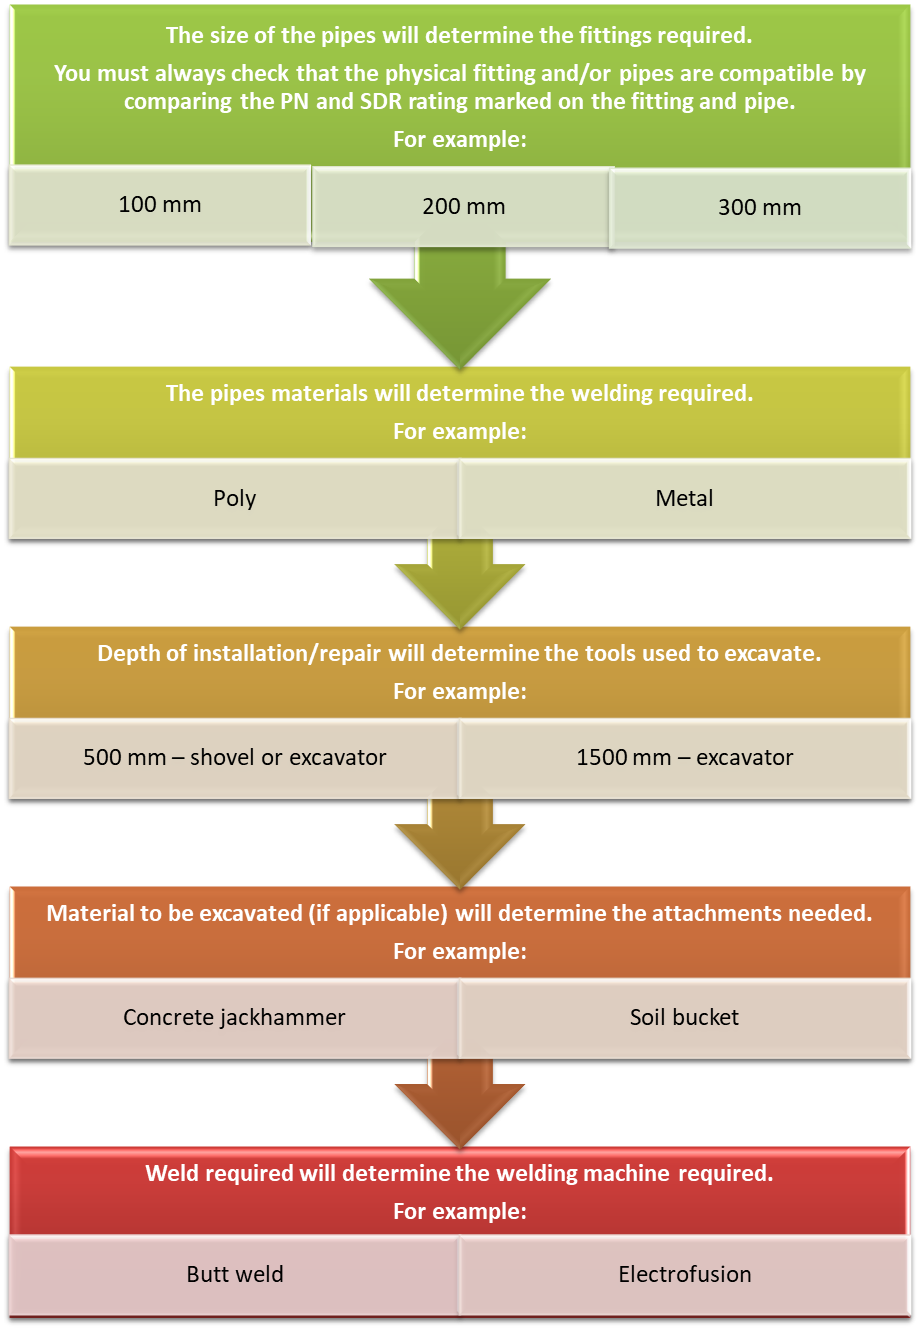 The size of the pipes will determine the fittings required.
You must always check that the physical fitting and/or pipes are compatible by
comparing the PN and SDR rating marked on the fitting and pipe.
For example:
100 mm
200 mm
300 mm
The pipes materials will determine the welding required.
For example:
Poly
Metal
Depth of installation/repair will determine the tools used to excavate.
For example:
500 mm – shovel or excavator
1500 mm – excavator
Material to be excavated (if applicable) will determine the attachments needed.
For example:
Concrete jackhammer
Soil bucket
Weld required will determine the welding machine required.
For example:
Butt weld
Electrofusion